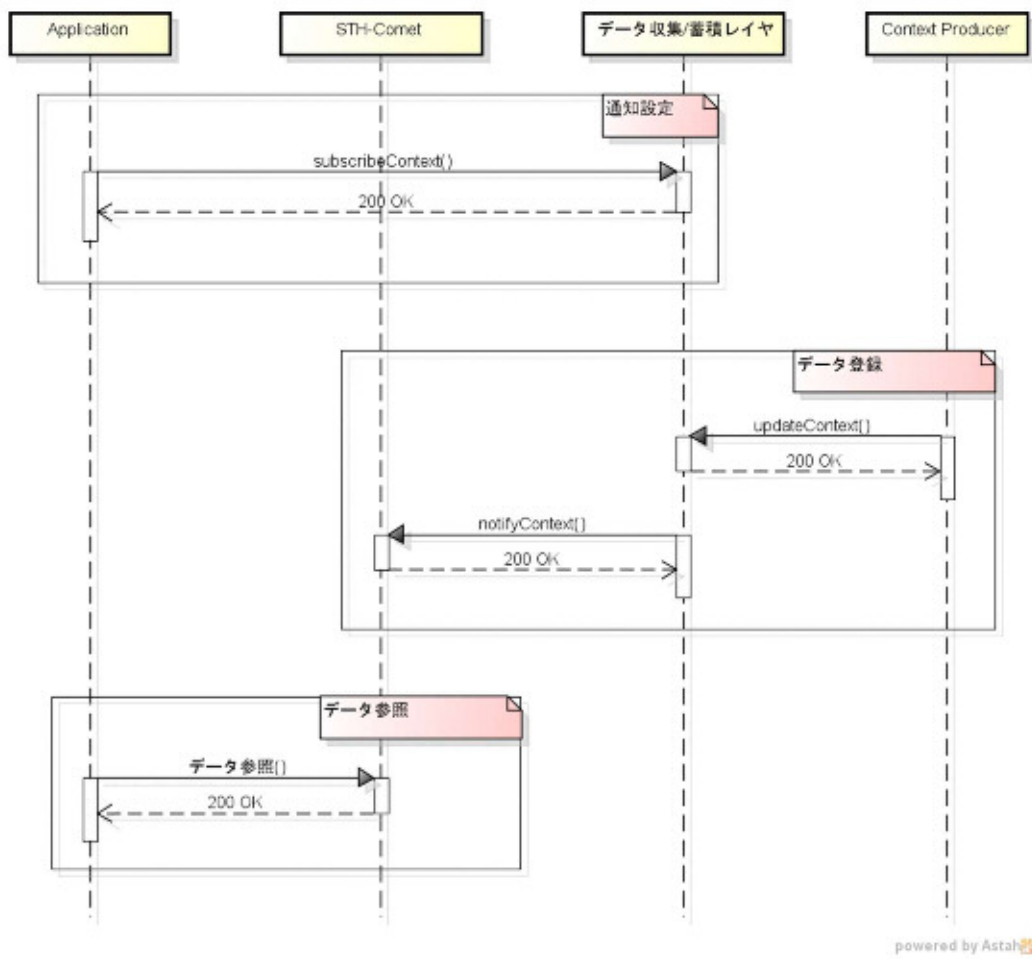 Application
STH-Comet
データ収集/蓄積レイヤ
Context Producer
通知設定
subscribeContext()
200 OK
データ登録
updateContext()
200 OK
notifyContext()
200 OK
データ参照
データ参照()
200 OK
powered by Astah